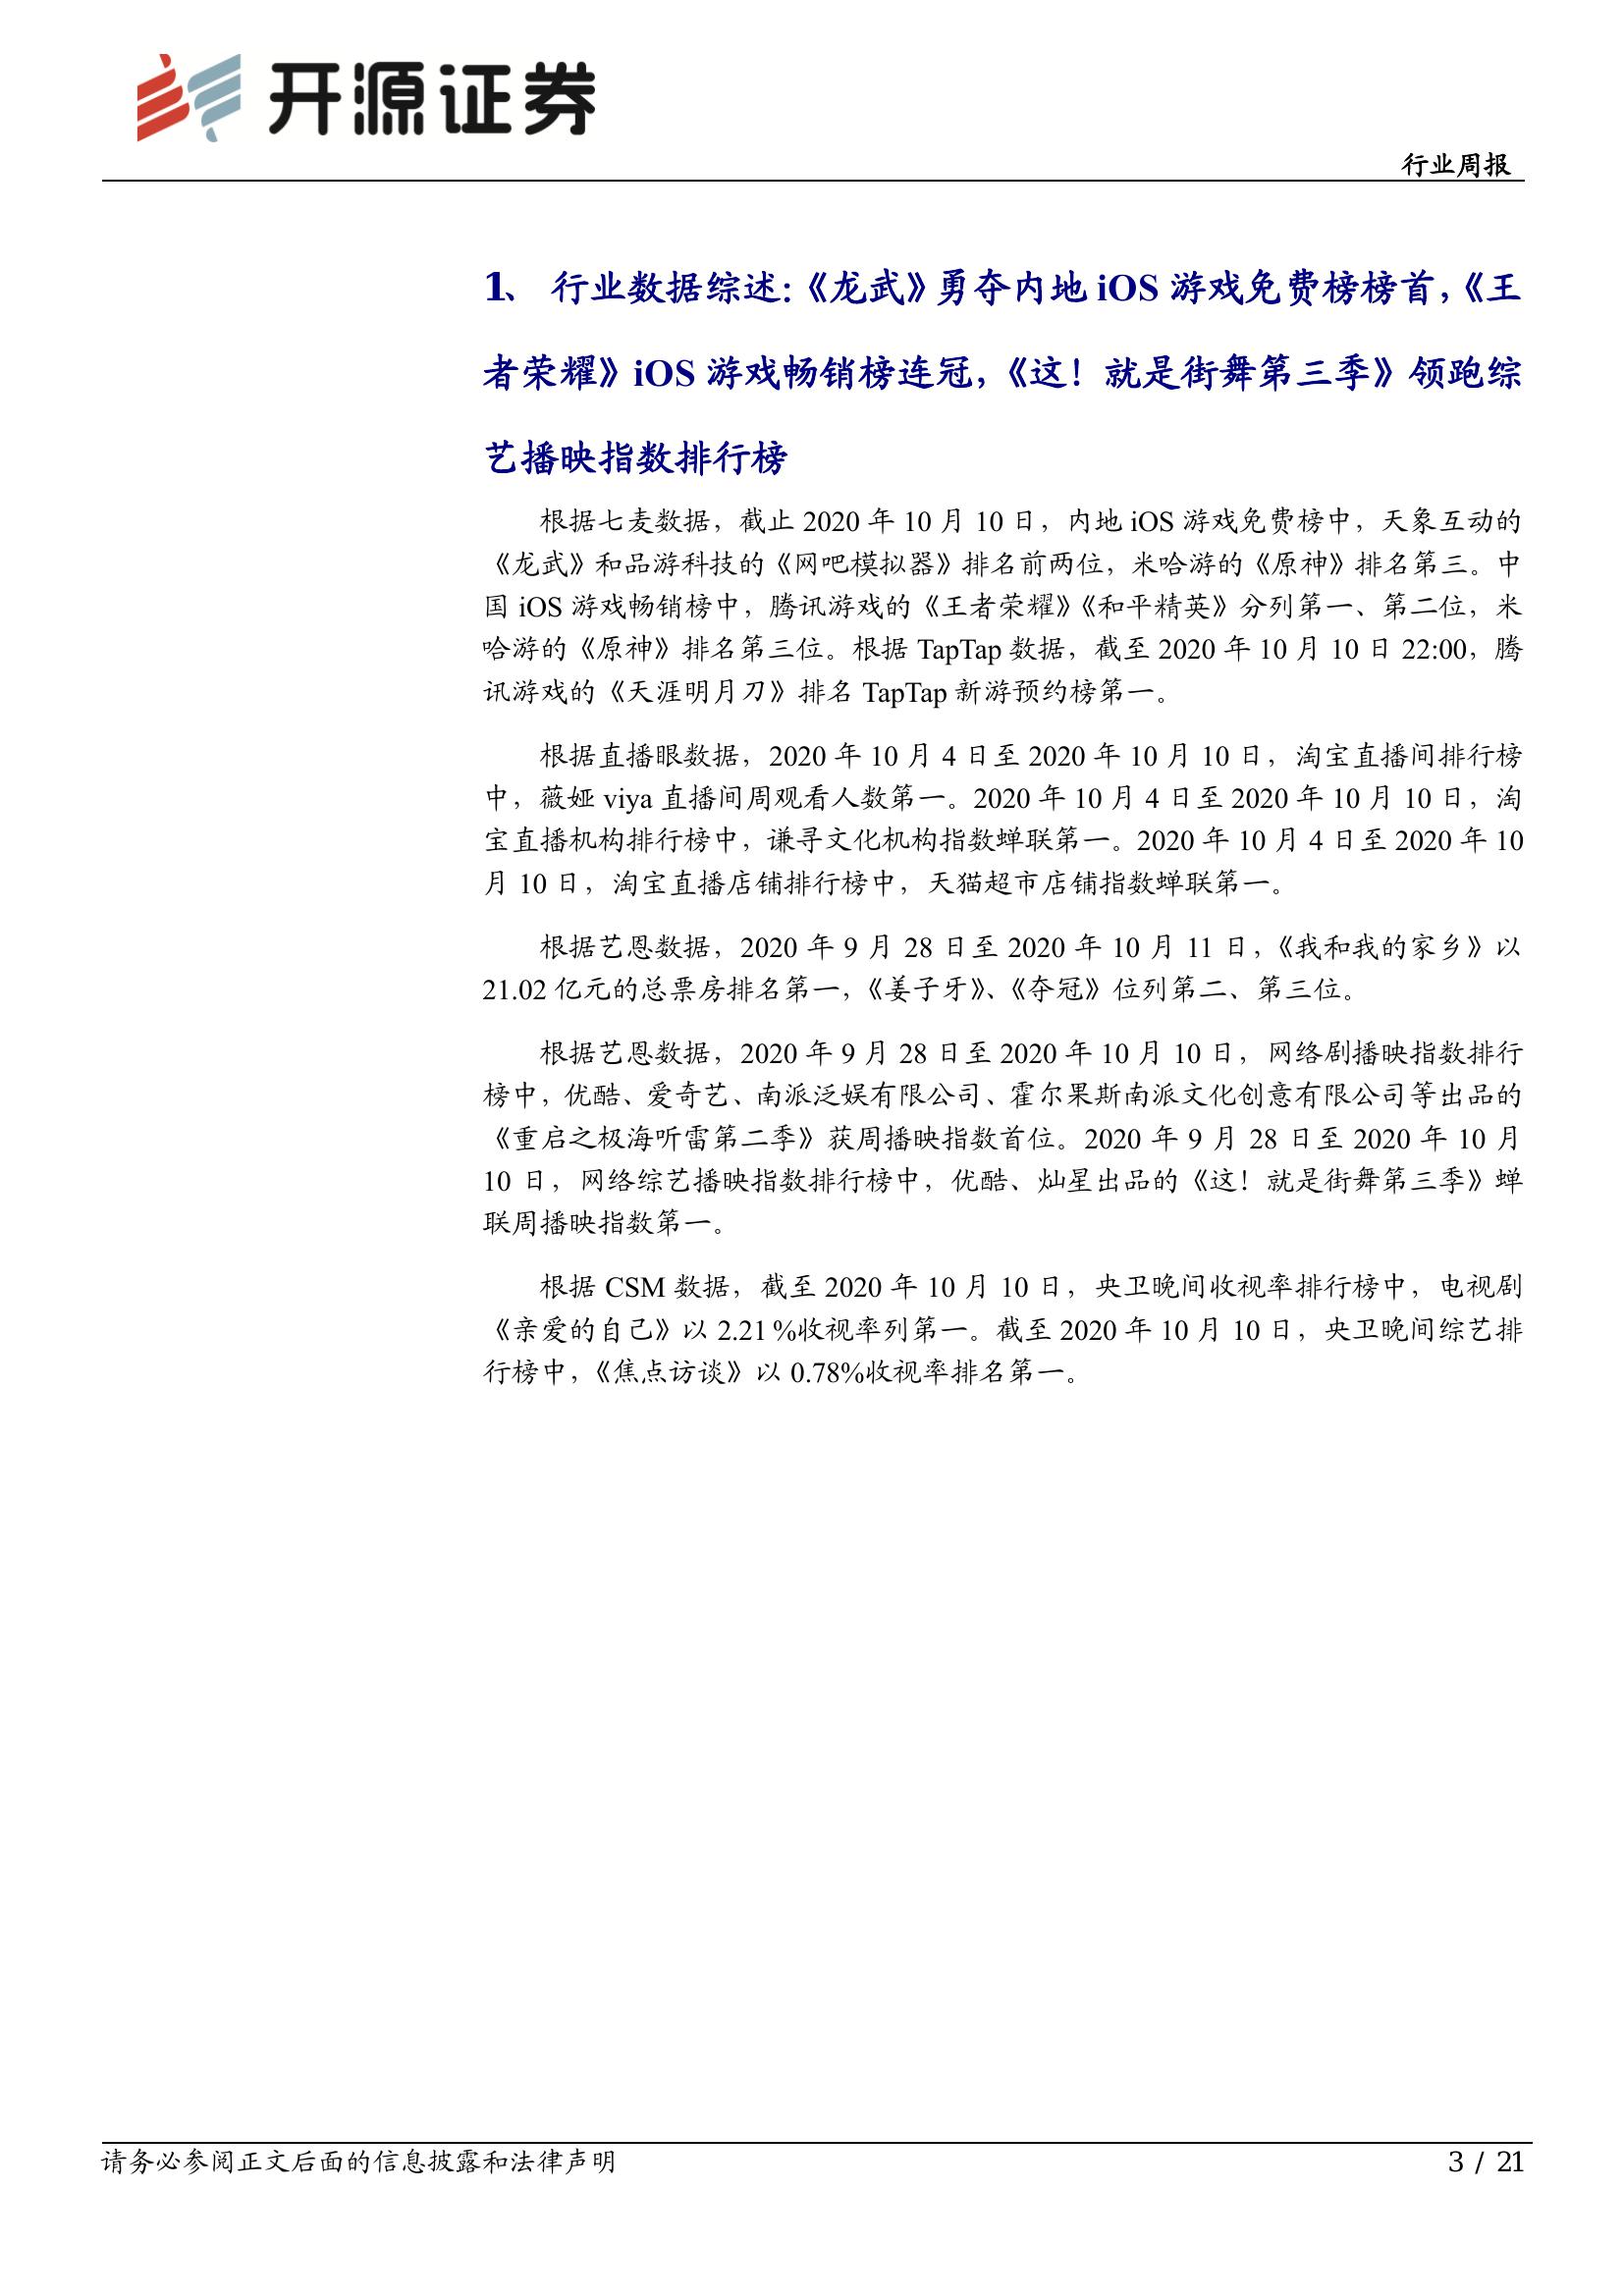 开源证券
行业周报
1、 行业数据综述：《龙武》勇夺内地 iOS 游戏免费榜榜首，《王
者荣耀》iOS 游戏畅销榜连冠，《这！就是街舞第三季》领跑综
艺播映指数排行榜
根据七麦数据，截止 2020 年 10 月 10 日，内地 iOS 游戏免费榜中，天象互动的
《龙武》和品游科技的《网吧模拟器》排名前两位，米哈游的《原神》排名第三。中
国 iOS 游戏畅销榜中，腾讯游戏的《王者荣耀》《和平精英》分列第一、第二位，米
哈游的《原神》排名第三位。根据 TapTap 数据，截至 2020 年 10 月 10 日 22:00，腾
讯游戏的《天涯明月刀》排名 TapTap 新游预约榜第一。
根据直播眼数据，2020 年 10 月 4 日至 2020 年 10 月 10 日，淘宝直播间排行榜
中，薇娅 viya 直播间周观看人数第一。2020 年 10 月 4 日至 2020 年 10 月 10 日，淘
宝直播机构排行榜中，谦寻文化机构指数蝉联第一。2020 年 10 月 4 日至 2020 年 10
月 10 日，淘宝直播店铺排行榜中，天猫超市店铺指数蝉联第一。
根据艺恩数据，2020 年 9 月 28 日至 2020 年 10 月 11 日，《我和我的家乡》以
21.02 亿元的总票房排名第一，《姜子牙》、《夺冠》位列第二、第三位。
根据艺恩数据，2020 年 9 月 28 日至 2020 年 10 月 10 日，网络剧播映指数排行
榜中，优酷、爱奇艺、南派泛娱有限公司、霍尔果斯南派文化创意有限公司等出品的
《重启之极海听雷第二季》获周播映指数首位。2020 年 9 月 28 日至 2020 年 10 月
10 日，网络综艺播映指数排行榜中，优酷、灿星出品的《这！就是街舞第三季》蝉
联周播映指数第一。
根据 CSM 数据，截至 2020 年 10 月 10 日，央卫晚间收视率排行榜中，电视剧
《亲爱的自己》以 2.21 %收视率列第一。截至 2020 年 10 月 10 日，央卫晚间综艺排
行榜中，《焦点访谈》以 0.78%收视率排名第一。
请务必参阅正文后面的信息披露和法律声明
3 / 21